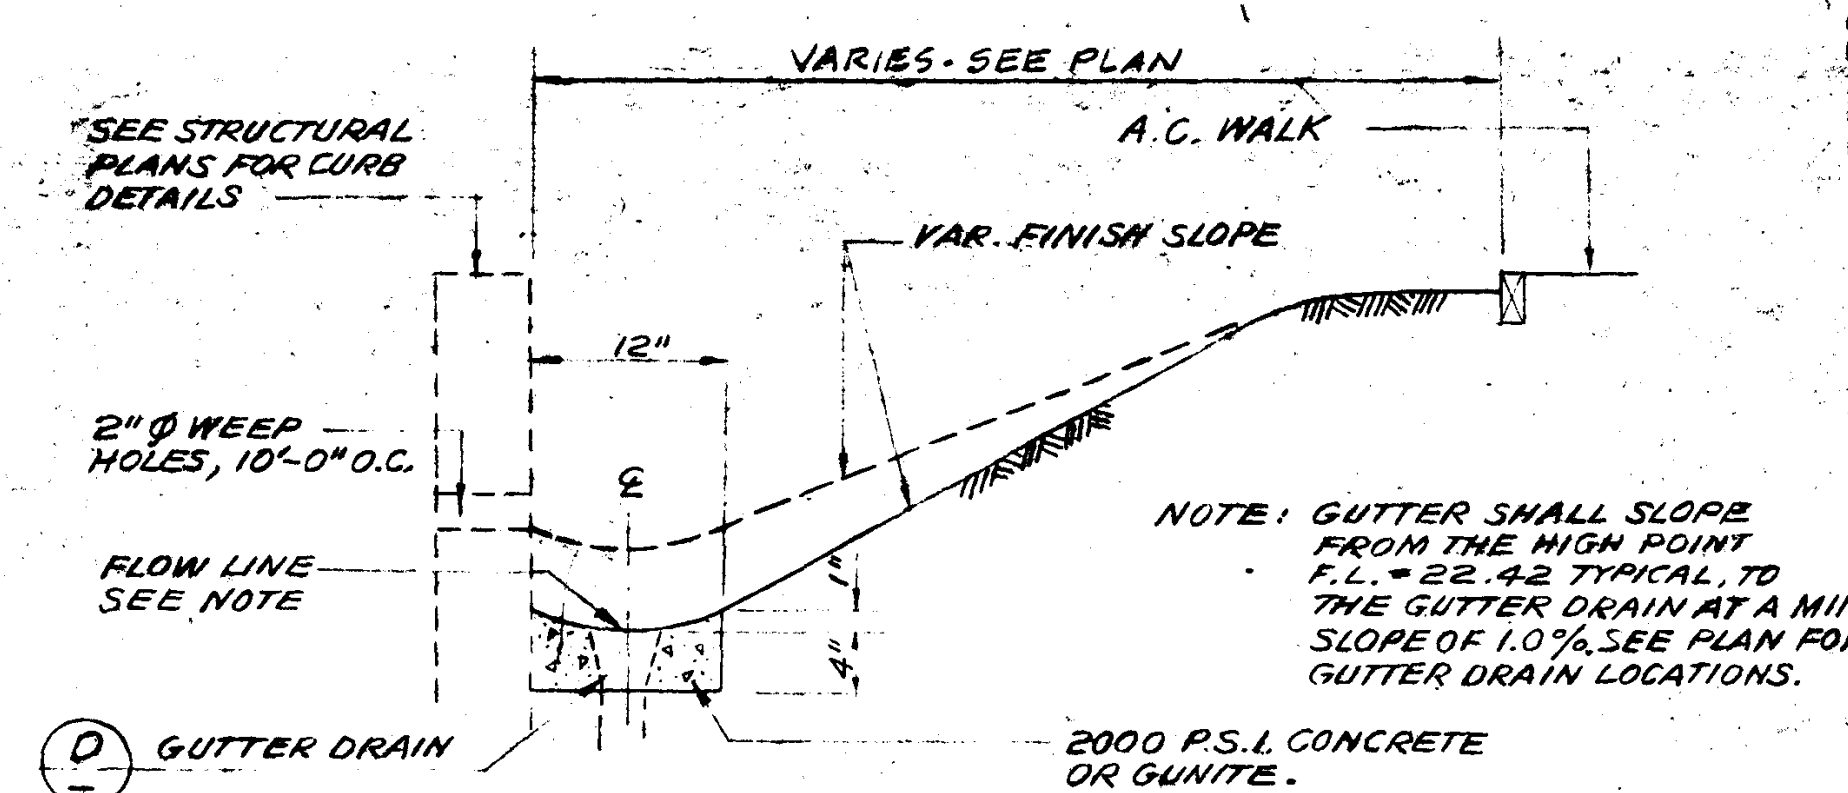 VARIES. SEE PLAN
SEE STRUCTURAL
PLANS FOR CURB
DETAILS
A.C. WALK
VAR. FINISH SLOPE
12"
2" Ø WEEP
HOLES, 10'-0" O.C.
℄
FLOW LINE
SEE NOTE
1"
4"
NOTE: GUTTER SHALL SLOPE
FROM THE HIGH POINT
F.L. = 22.42 TYPICAL, TO
THE GUTTER DRAIN AT A MI
SLOPE OF 1.0%. SEE PLAN FO
GUTTER DRAIN LOCATIONS.
D
GUTTER DRAIN
2000 P.S.I. CONCRETE
OR GUNITE.